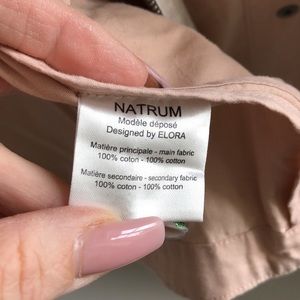 NATRUM
Modèle déposé
Designed by ELORA
Matière principale - main fabric
100% coton - 100% cotton
Matière secondaire - secondary fabric
100% coton - 100% cotton